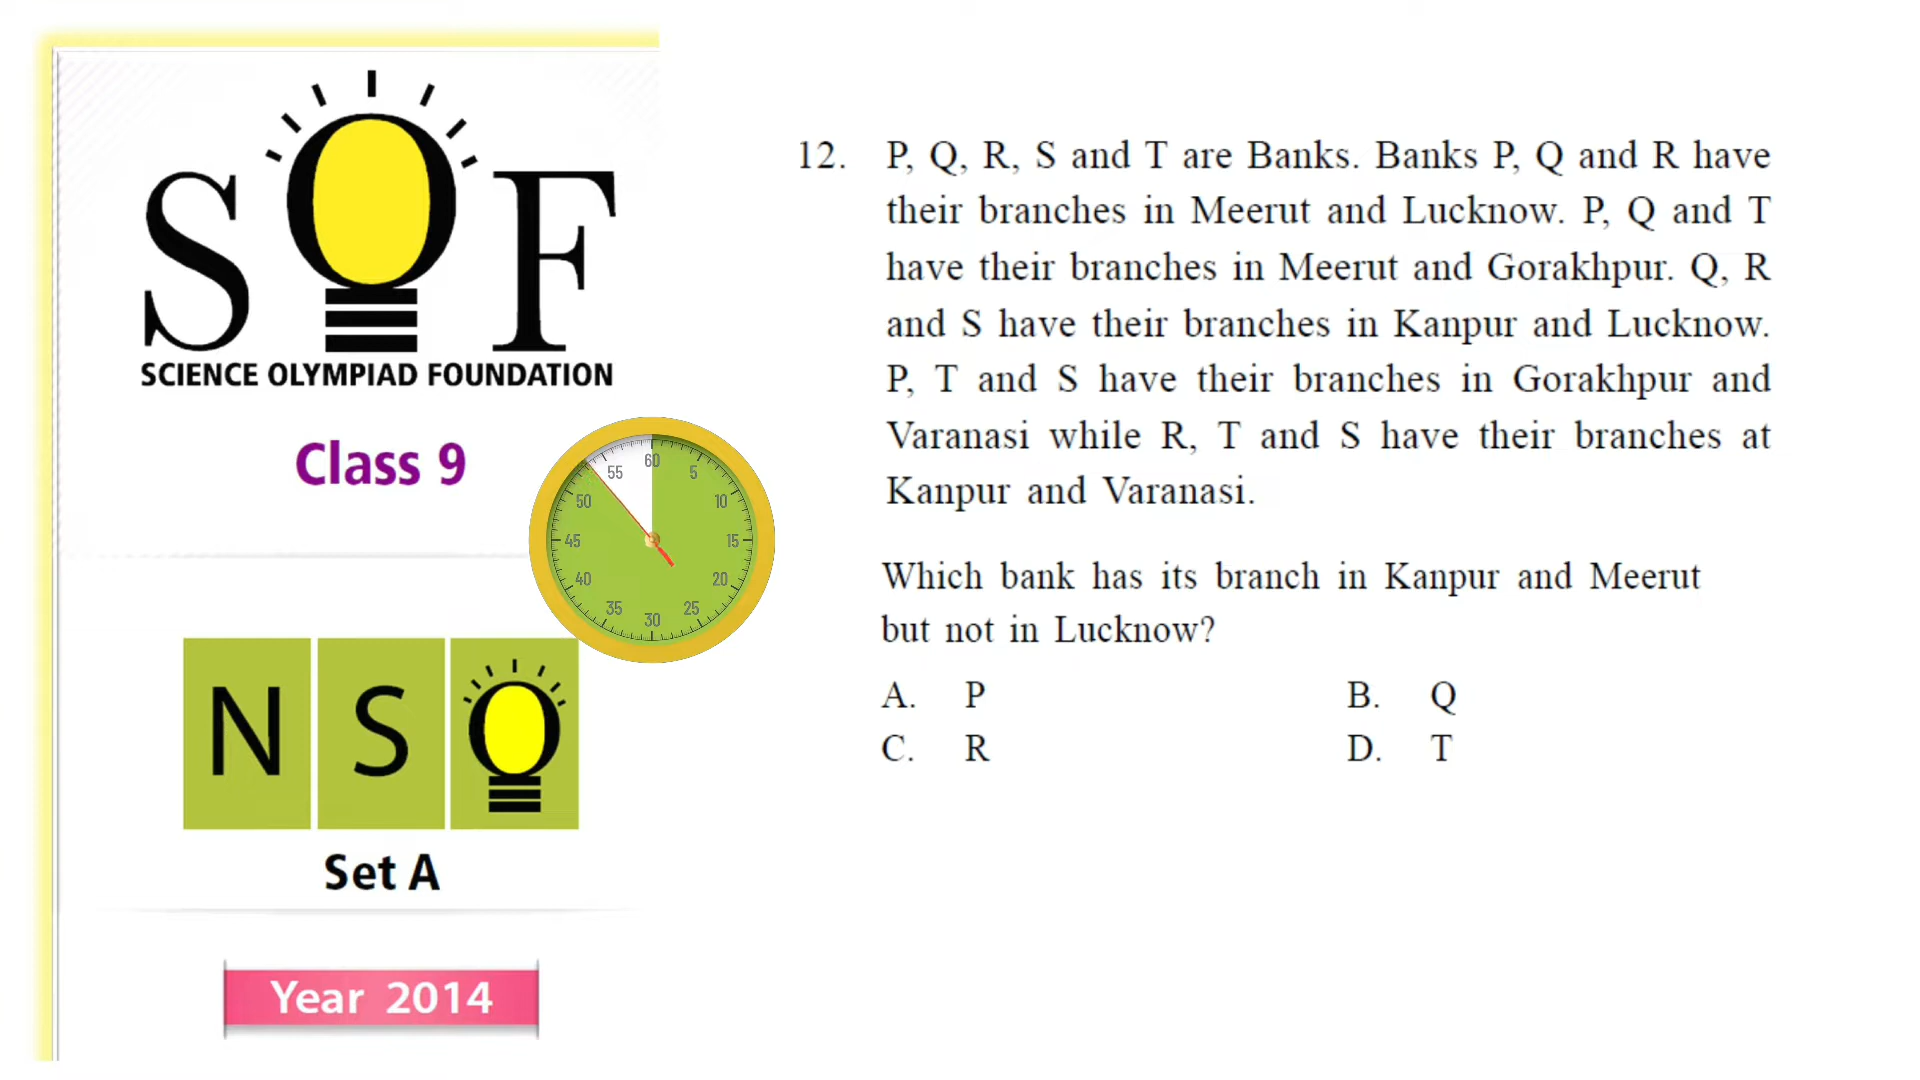 SOF
SCIENCE OLYMPIAD FOUNDATION
Class 9
60
5
10
15
20
25
30
35
40
45
50
55
NSO
Set A
Year 2014
12. P, Q, R, S and T are Banks. Banks P, Q and R have
their branches in Meerut and Lucknow. P, Q and T
have their branches in Meerut and Gorakhpur. Q, R
and S have their branches in Kanpur and Lucknow.
P, T and S have their branches in Gorakhpur and
Varanasi while R, T and S have their branches at
Kanpur and Varanasi.
Which bank has its branch in Kanpur and Meerut
but not in Lucknow?
A. P B. Q
C. R D. T